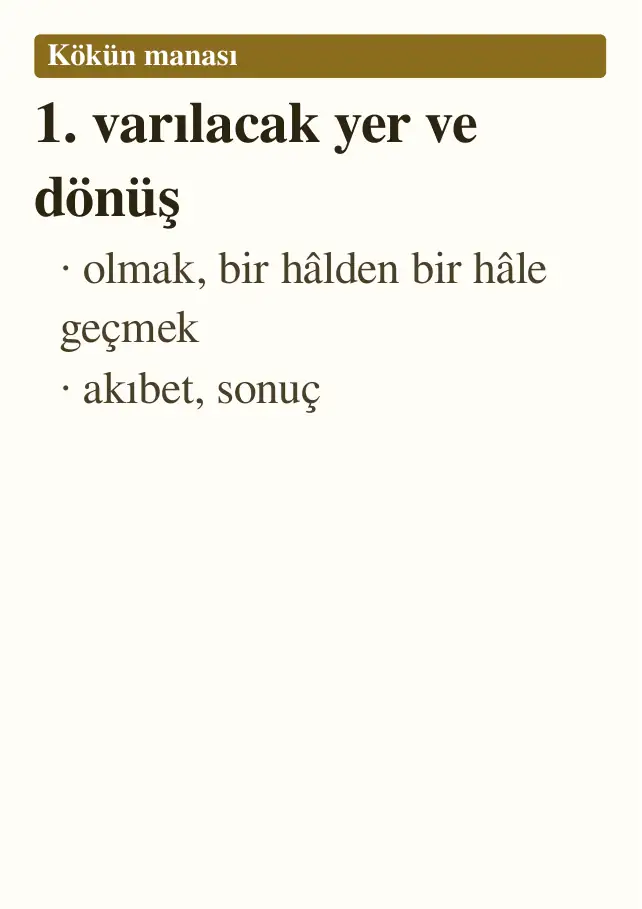 Kökün manası
1. varılacak yer ve
dönüş
· olmak, bir hâlden bir hâle
geçmek
· akıbet, sonuç